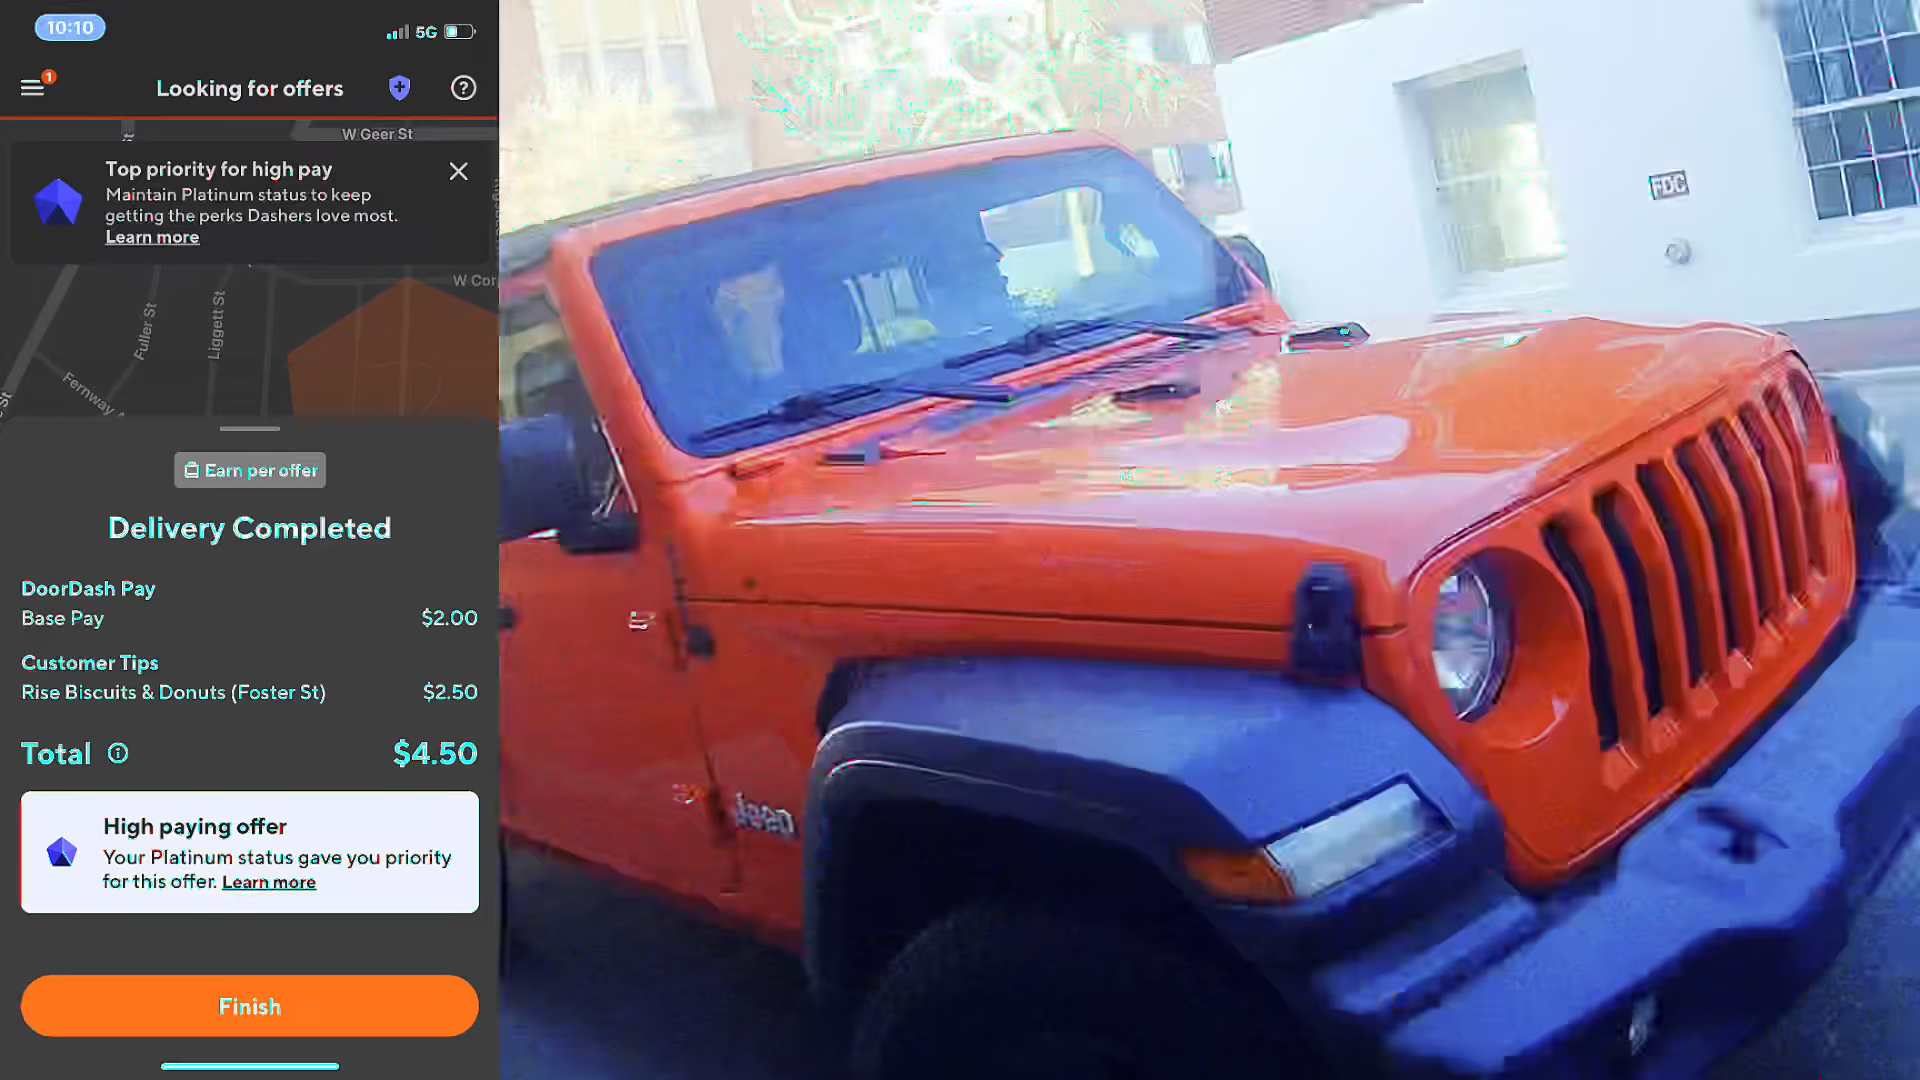 10:10
5G
1
Looking for offers
W Geer St
Top priority for high pay
Maintain Platinum status to keep
getting the perks Dashers love most.
Learn more
W Cor
Fuller St
Liggett St
Fernway
St
Earn per offer
Delivery Completed
DoorDash Pay
Base Pay $2.00
Customer Tips
Rise Biscuits & Donuts (Foster St) $2.50
Total $4.50
High paying offer
Your Platinum status gave you priority
for this offer. Learn more
Finish
FDC
Jeep